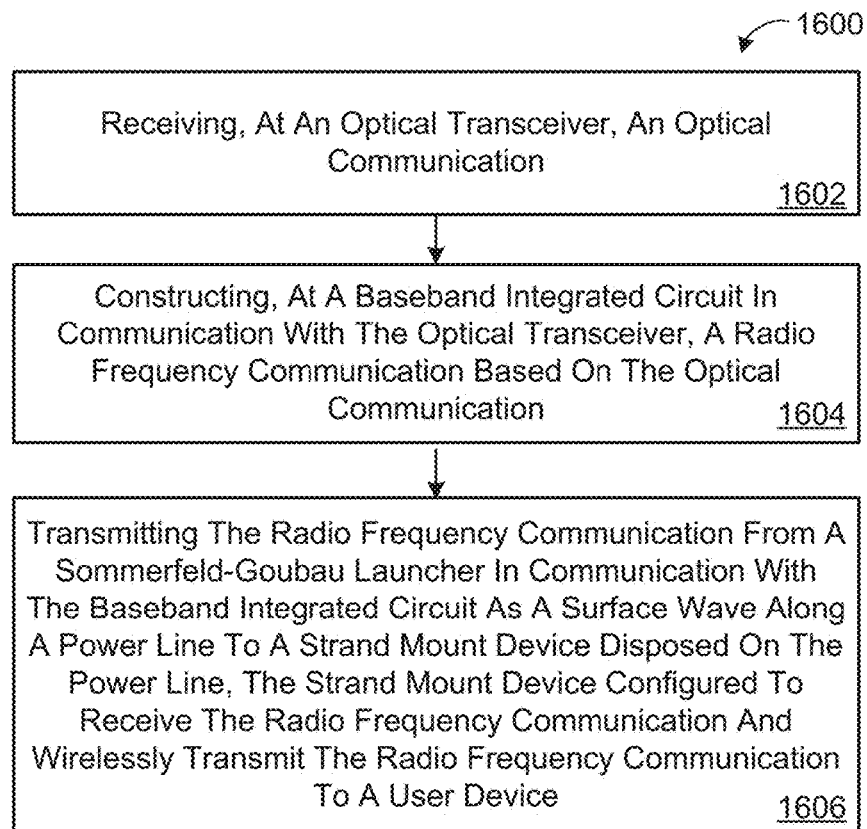 1600
Receiving, At An Optical Transceiver, An Optical
Communication
1602
Constructing, At A Baseband Integrated Circuit In
Communication With The Optical Transceiver, A Radio
Frequency Communication Based On The Optical
Communication
1604
Transmitting The Radio Frequency Communication From A
Sommerfeld-Goubau Launcher In Communication With
The Baseband Integrated Circuit As A Surface Wave Along
A Power Line To A Strand Mount Device Disposed On The
Power Line, The Strand Mount Device Configured To
Receive The Radio Frequency Communication And
Wirelessly Transmit The Radio Frequency Communication
To A User Device
1606